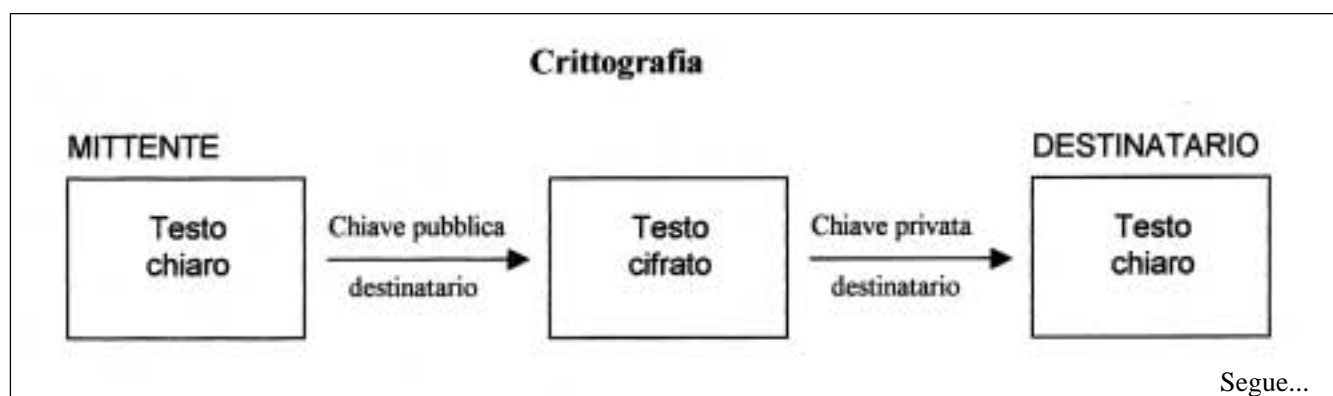 Crittografia
MITTENTE
DESTINATARIO
Testo
chiaro
Chiave pubblica
destinatario
Testo
cifrato
Chiave privata
destinatario
Testo
chiaro
Segue...